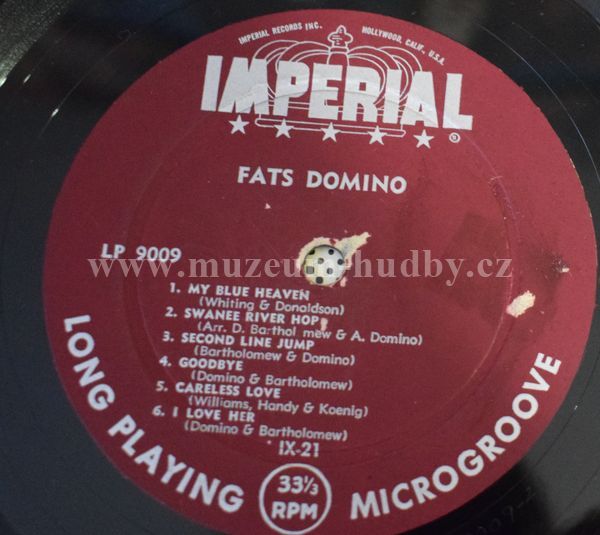 IMPERIAL RECORDS INC. HOLLYWOOD, CALIF., U.S.A.
IMPERIAL
®
FATS DOMINO
LP 9009
www.muzeumhudby.cz
1. MY BLUE HEAVEN
(Whiting & Donaldson)
2. SWANEE RIVER HOP
(Arr. D. Barthol mew & A. Domino)
3. SECOND LINE JUMP
(Bartholomew & Domino)
4. GOODBYE
(Domino & Bartholomew)
5. CARELESS LOVE
(Williams, Handy & Koenig)
6. I LOVE HER
(Domino & Bartholomew)
IX-21
LONG PLAYING 33⅓ RPM MICROGROOVE